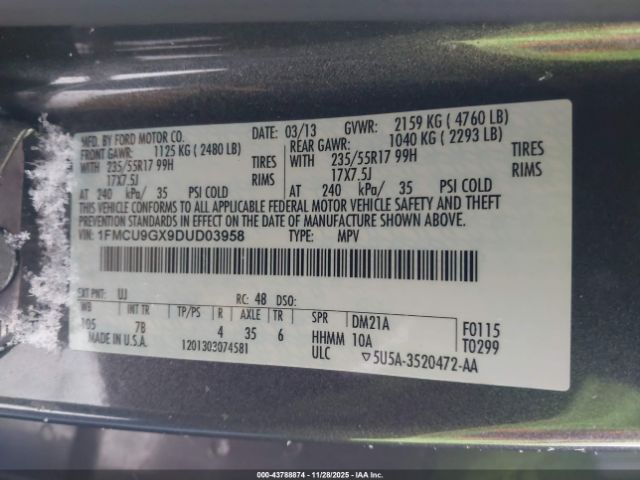 MFD. BY FORD MOTOR CO. DATE: 03/13 GVWR: 2159 KG ( 4760 LB)
FRONT GAWR: 1125 KG ( 2480 LB) REAR GAWR: 1040 KG ( 2293 LB)
WITH 235/55R17 99H TIRES WITH 235/55R17 99H TIRES
17X7.5J RIMS 17X7.5J RIMS
AT 240 kPa/ 35 PSI COLD AT 240 kPa/ 35 PSI COLD
THIS VEHICLE CONFORMS TO ALL APPLICABLE FEDERAL MOTOR VEHICLE SAFETY AND THEFT
PREVENTION STANDARDS IN EFFECT ON THE DATE OF MANUFACTURE SHOWN ABOVE.
VIN: 1FMCU9GX9DUD03958 TYPE: MPV
EXT PNT: UJ RC: 48 DSO:
WB INT TR TP/PS R AXLE TR SPR DM21A F0115
105 7B 4 35 6 HHMM 10A T0299
MADE IN U.S.A. 1201303074581 ULC ▽5U5A-3520472-AA
000-43788874 | 11/28/2025 - IAA Inc.